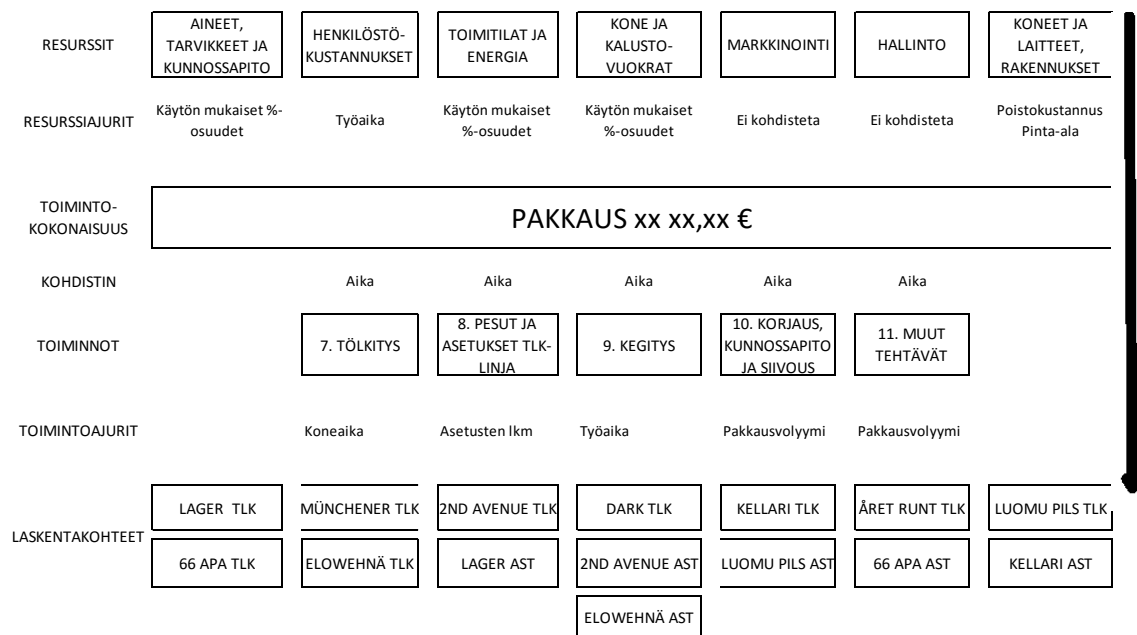 RESURSSIT
AINEET,
TARVIKKEET JA
KUNNOSSAPITO
HENKILÖSTÖ-
KUSTANNUKSET
TOIMITILAT JA
ENERGIA
KONE JA
KALUSTO-
VUOKRAT
MARKKINOINTI
HALLINTO
KONEET JA
LAITTEET,
RAKENNUKSET
RESURSSIAJURIT
Käytön mukaiset %-
osuudet
Työaika
Käytön mukaiset
%-osuudet
Käytön mukaiset
%-osuudet
Ei kohdisteta
Ei kohdisteta
Poistokustannus
Pinta-ala
TOIMINTO-
KOKONAISUUS
PAKKAUS xx xx,xx €
KOHDISTIN
Aika
Aika
Aika
Aika
Aika
TOIMINNOT
7. TÖLKITYS
8. PESUT JA
ASETUKSET TLK-
LINJA
9. KEGITYS
10. KORJAUS,
KUNNOSSAPITO
JA SIIVOUS
11. MUUT
TEHTÄVÄT
TOIMINTOAJURIT
Koneaika
Asetusten lkm
Työaika
Pakkausvolyymi
Pakkausvolyymi
LASKENTAKOHTEET
LAGER TLK
MÜNCHENER TLK
2ND AVENUE TLK
DARK TLK
KELLARI TLK
ÅRET RUNT TLK
LUOMU PILS TLK
66 APA TLK
ELOWEHNÄ TLK
LAGER AST
2ND AVENUE AST
LUOMU PILS AST
66 APA AST
KELLARI AST
ELOWEHNÄ AST